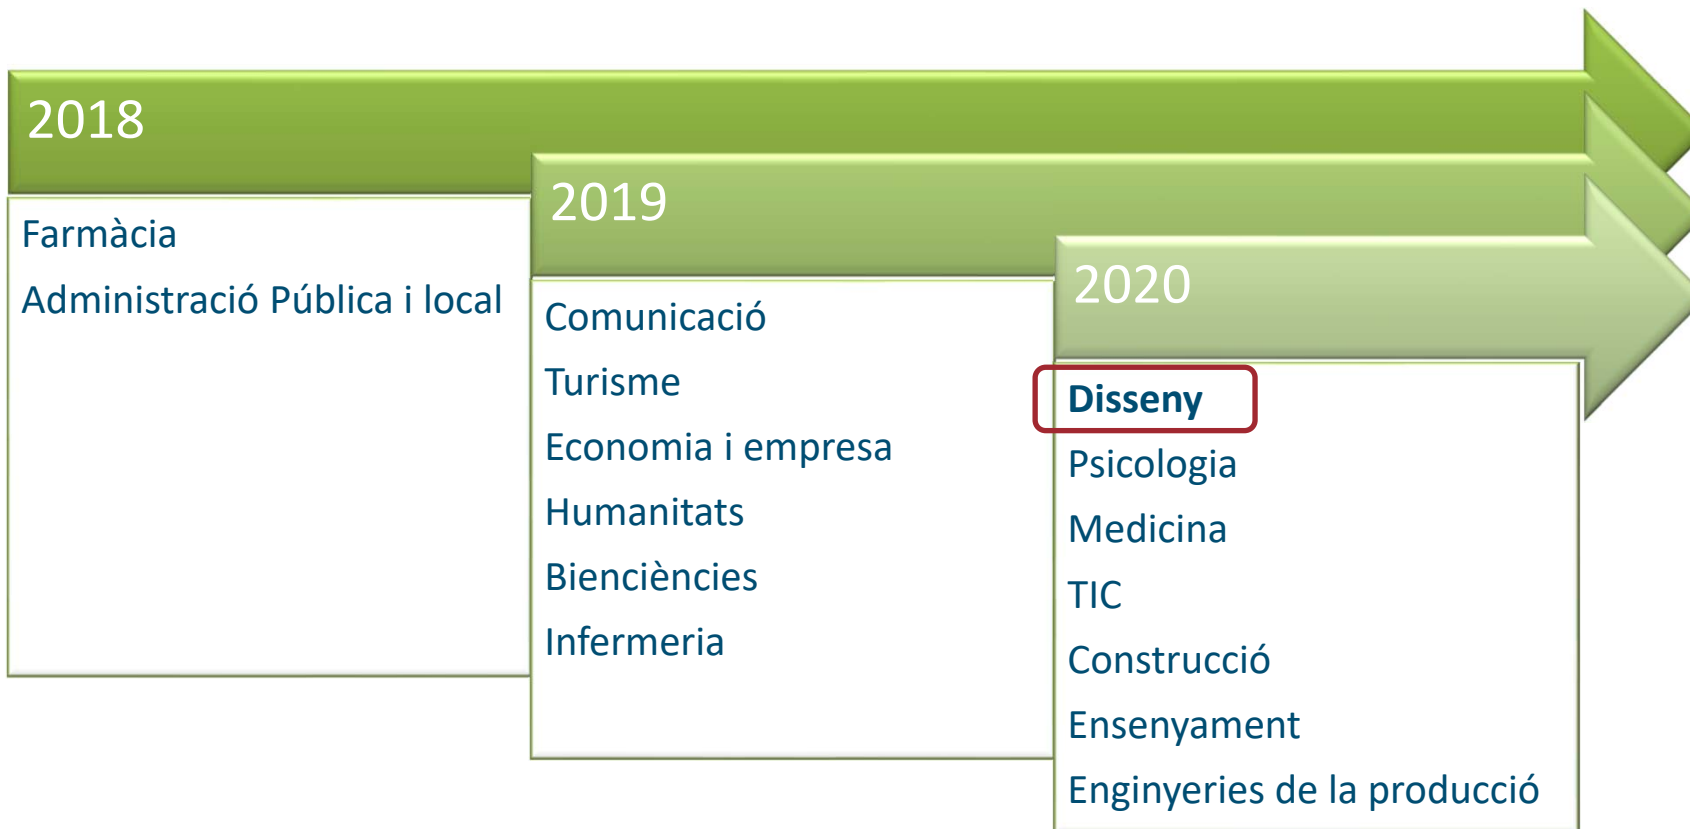 2018
Farmàcia
Administració Pública i local
2019
Comunicació
Turisme
Economia i empresa
Humanitats
Bienciències
Infermeria
2020
Disseny
Psicologia
Medicina
TIC
Construcció
Ensenyament
Enginyeries de la producció